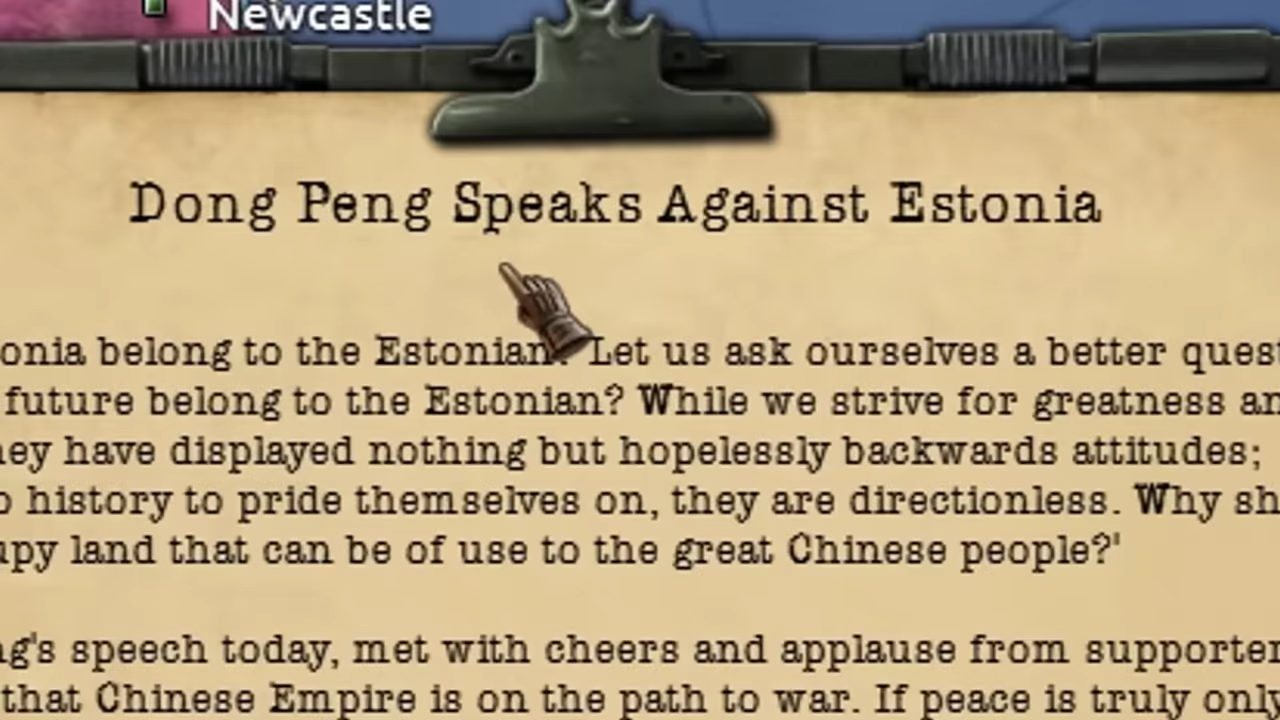 Newcastle
Dong Peng Speaks Against Estonia
onia belong to the Estonian. Let us ask ourselves a better quest
future belong to the Estonian? While we strive for greatness an
ey have displayed nothing but hopelessly backwards attitudes;
o history to pride themselves on, they are directionless. Why sh
upy land that can be of use to the great Chinese people?'
ng's speech today, met with cheers and applause from supporter
that Chinese Empire is on the path to war. If peace is truly only